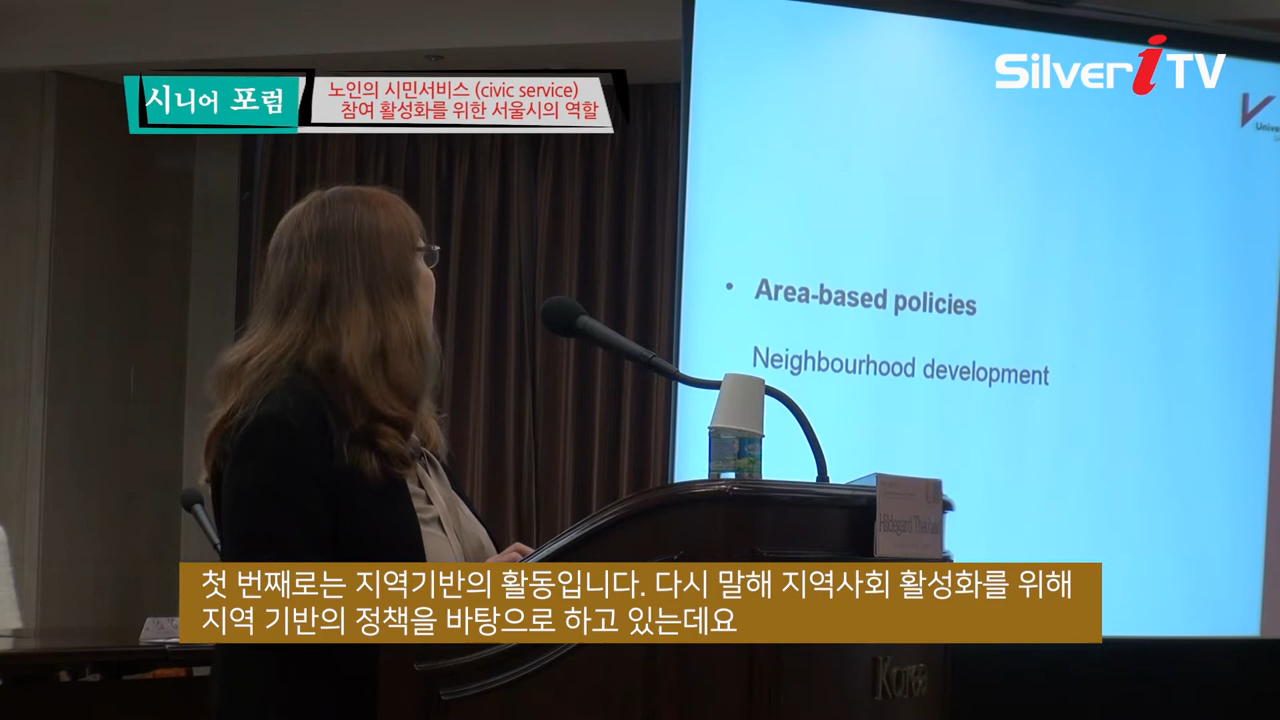 Silver i TV
시니어 포럼
노인의 시민서비스 (civic service)
참여 활성화를 위한 서울시의 역할
• Area-based policies
Neighbourhood development
Hildegard
첫 번째로는 지역기반의 활동입니다. 다시 말해 지역사회 활성화를 위해
지역 기반의 정책을 바탕으로 하고 있는데요
Korea